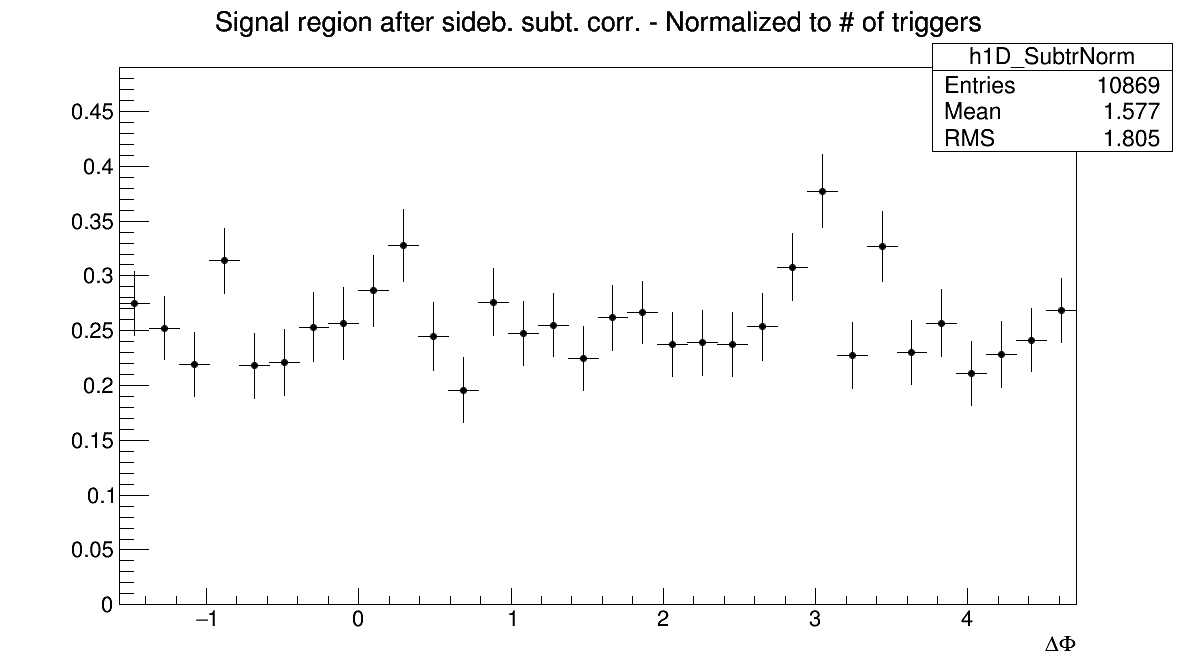 Signal region after sideb. subt. corr. - Normalized to # of triggers
h1D_SubtrNorm
Entries 10869
Mean 1.577
RMS 1.805
0.45
0.4
0.35
0.3
0.25
0.2
0.15
0.1
0.05
0
−1 0 1 2 3 4
ΔΦ